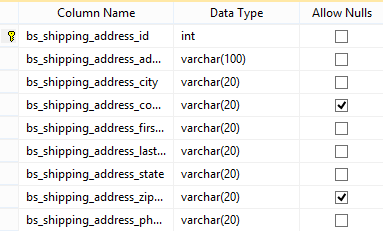 Column Name Data Type Allow Nulls
bs_shipping_address_id int
bs_shipping_address_ad... varchar(100)
bs_shipping_address_city varchar(20)
bs_shipping_address_co... varchar(20)
bs_shipping_address_firs... varchar(20)
bs_shipping_address_last... varchar(20)
bs_shipping_address_state varchar(20)
bs_shipping_address_zip... varchar(20)
bs_shipping_address_ph... varchar(20)